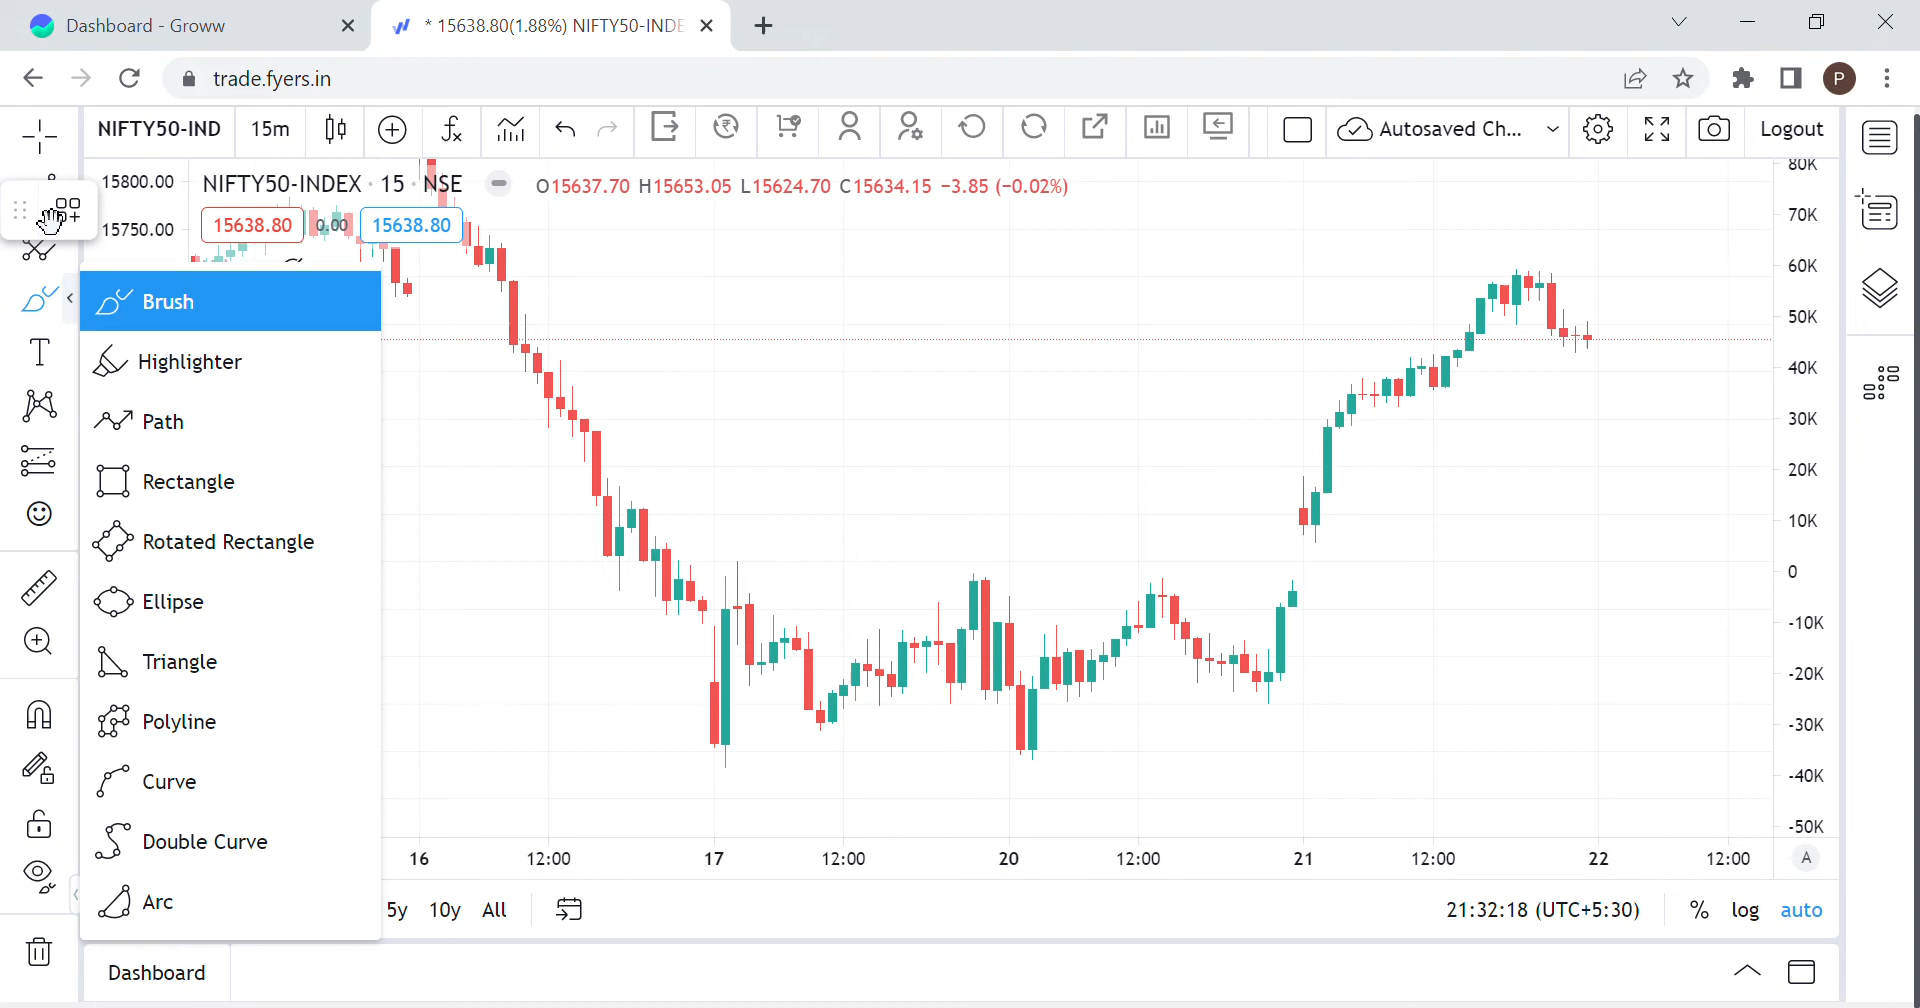 Dashboard - Groww
* 15638.80(1.88%) NIFTY50-INDE
trade.fyers.in
P
NIFTY50-IND 15m
Autosaved Ch...
Logout
NIFTY50-INDEX · 15 · NSE
O15637.70 H15653.05 L15624.70 C15634.15 −3.85 (−0.02%)
15638.80 0.00 15638.80
15800.00
15750.00
80K
70K
60K
50K
40K
30K
20K
10K
0
-10K
-20K
-30K
-40K
-50K
Brush
Highlighter
Path
Rectangle
Rotated Rectangle
Ellipse
Triangle
Polyline
Curve
Double Curve
Arc
16 12:00 17 12:00 20 12:00 21 12:00 22 12:00
A
5y 10y All
21:32:18 (UTC+5:30) % log auto
Dashboard